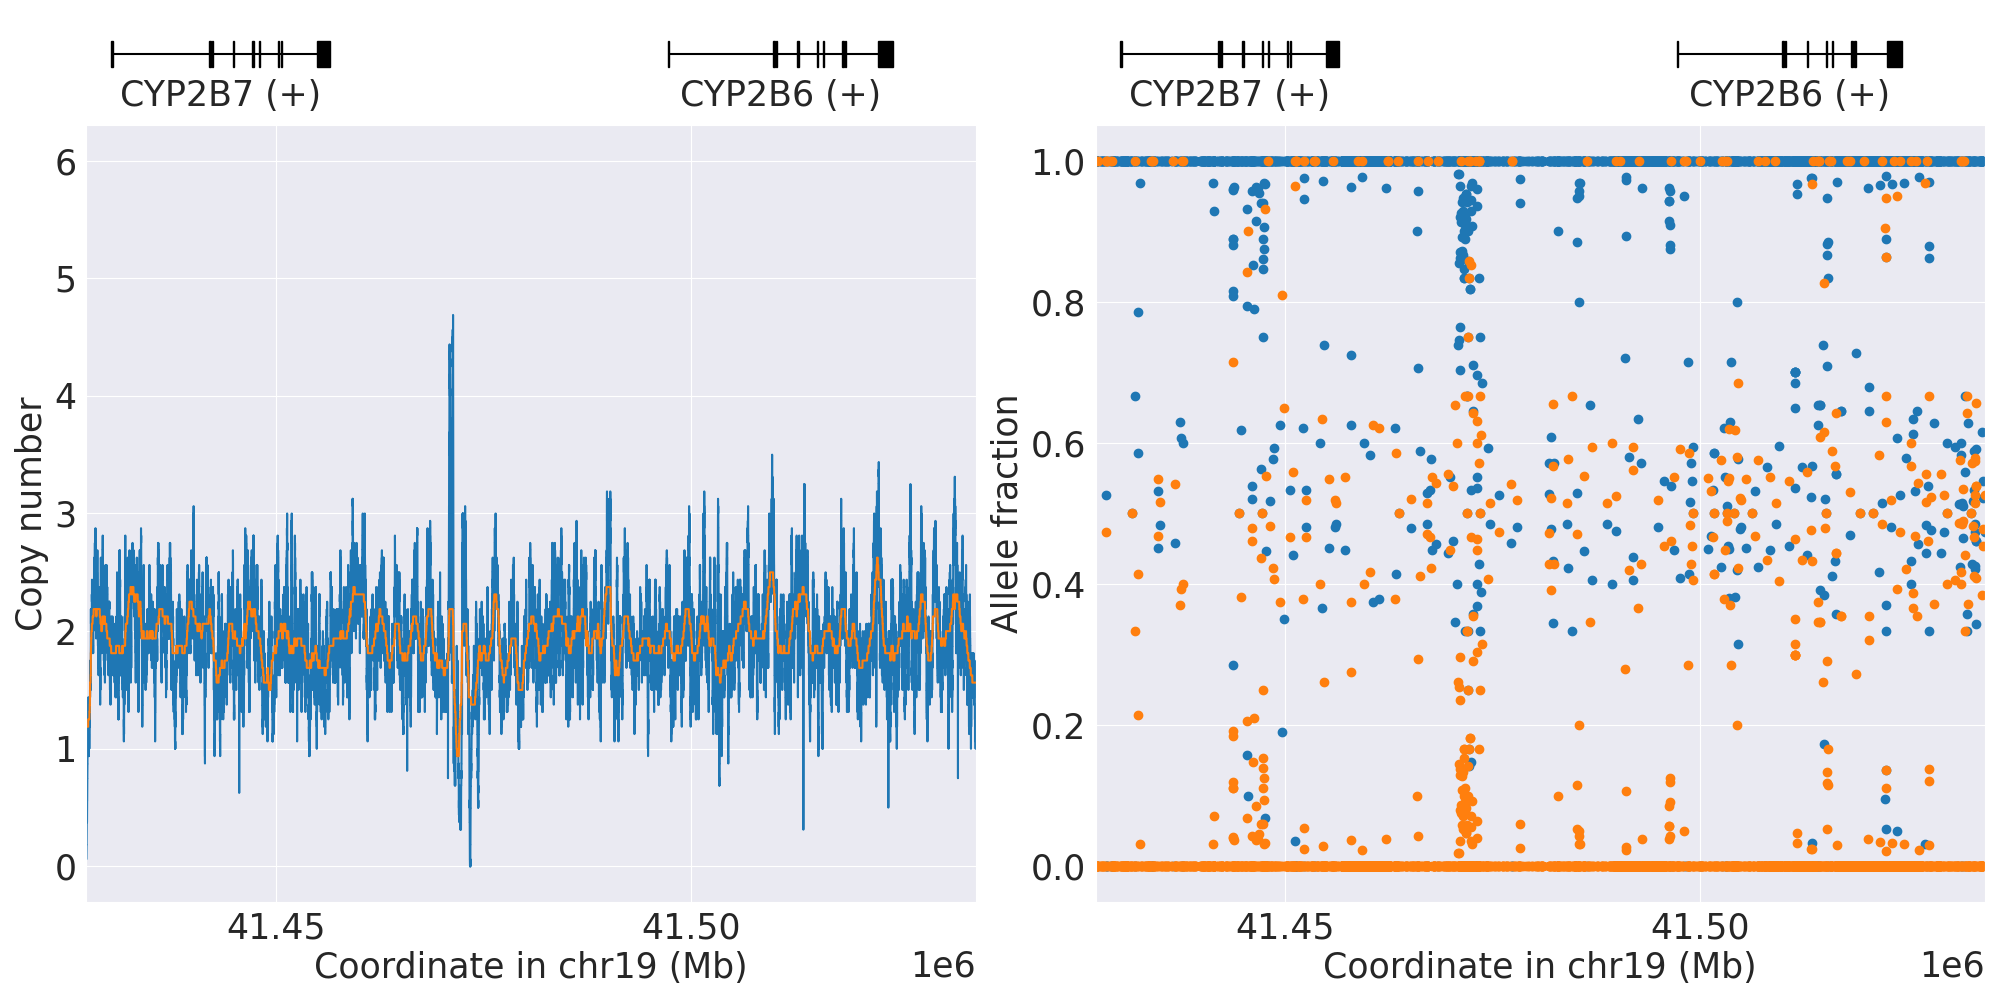 CYP2B7 (+)
CYP2B6 (+)
6
5
4
3
2
1
0
Copy number
41.45
41.50
Coordinate in chr19 (Mb)
1e6
CYP2B7 (+)
CYP2B6 (+)
1.0
0.8
0.6
0.4
0.2
0.0
Allele fraction
41.45
41.50
Coordinate in chr19 (Mb)
1e6